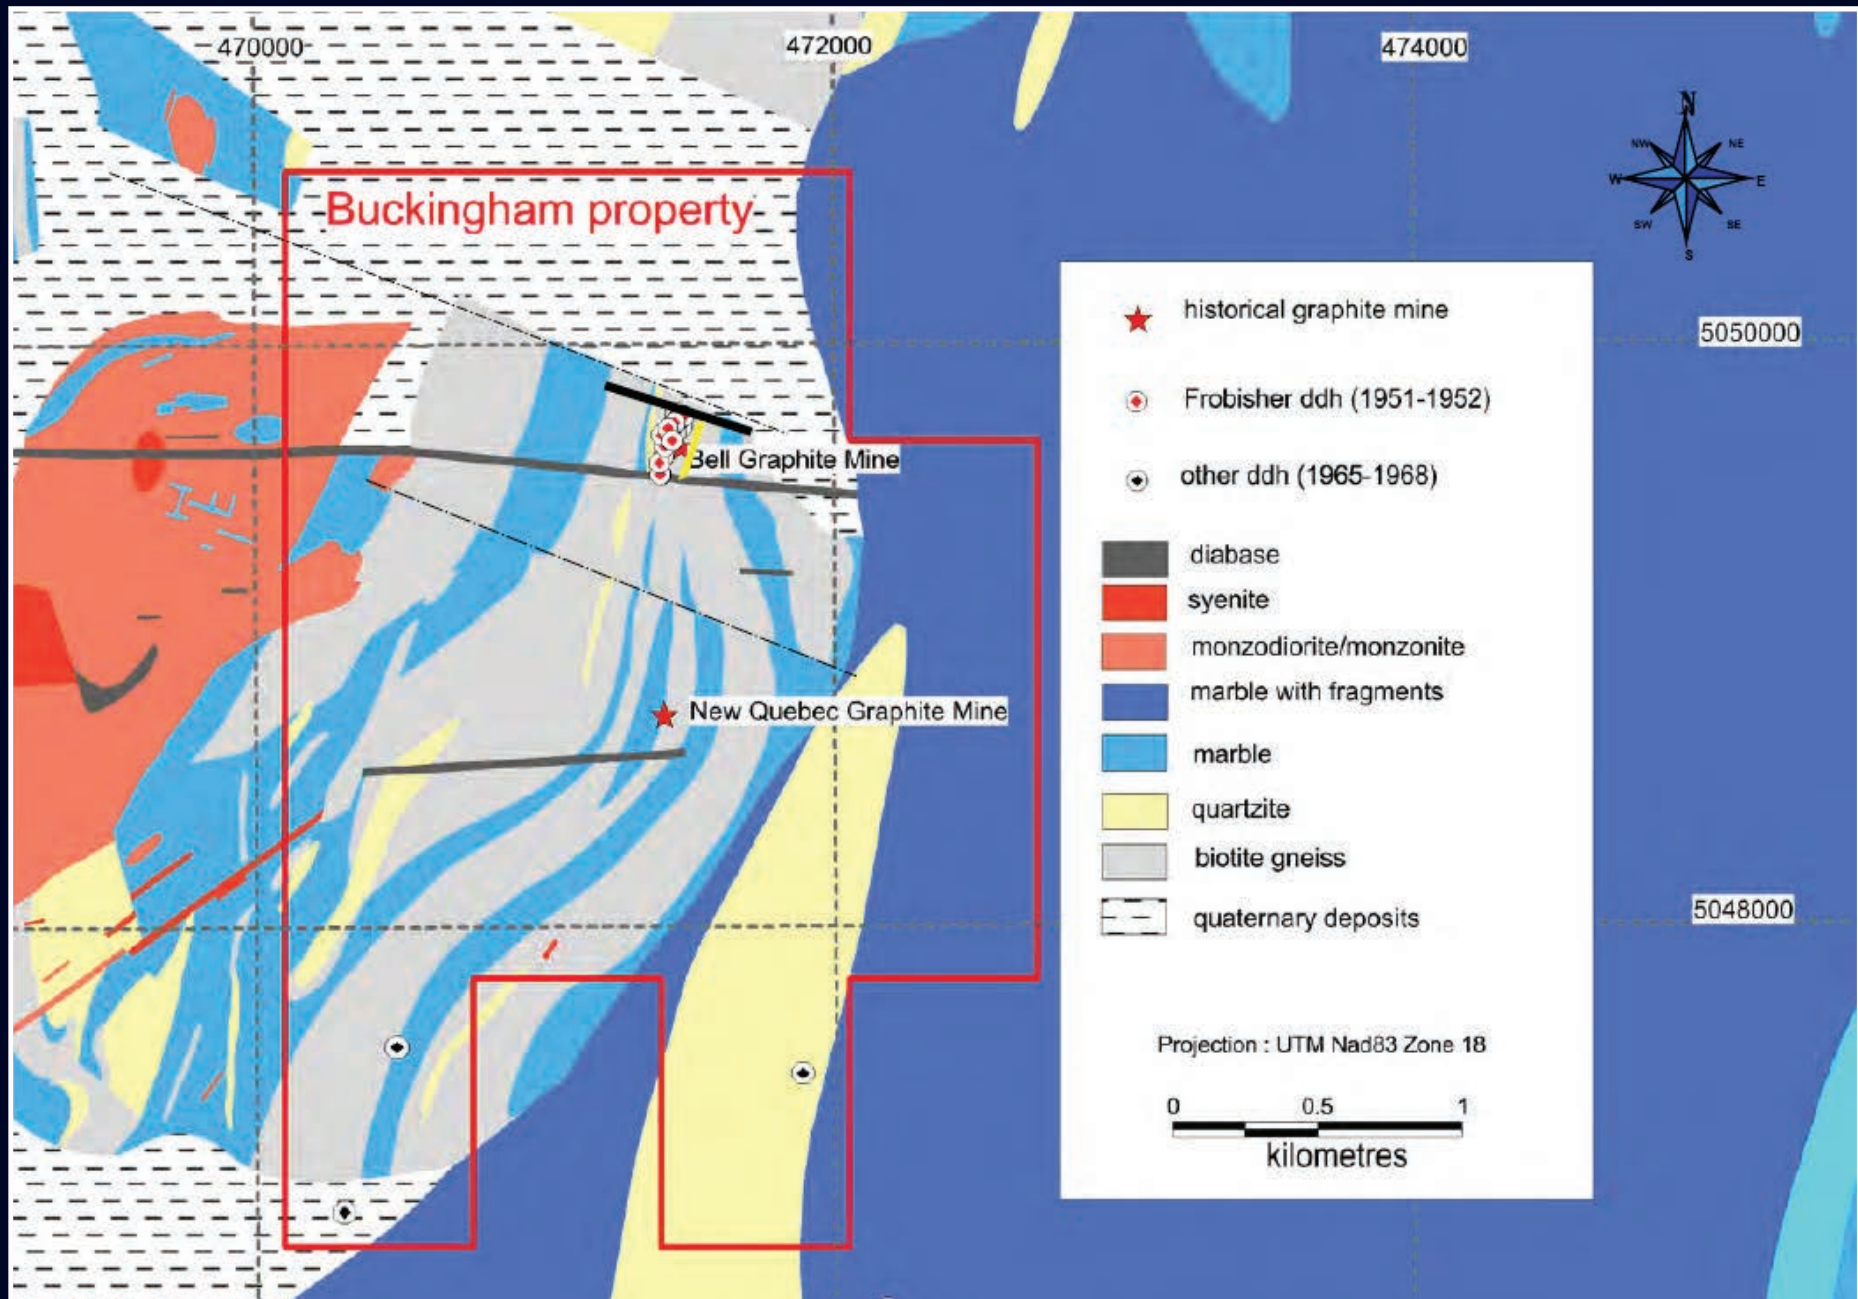 470000
472000
474000
N
NW
NE
W
E
SW
SE
S
Buckingham property
historical graphite mine
5050000
Frobisher ddh (1951-1952)
Bell Graphite Mine
other ddh (1965-1968)
diabase
syenite
monzodiorite/monzonite
marble with fragments
New Quebec Graphite Mine
marble
quartzite
biotite gneiss
5048000
quaternary deposits
Projection : UTM Nad83 Zone 18
0 0.5 1
kilometres